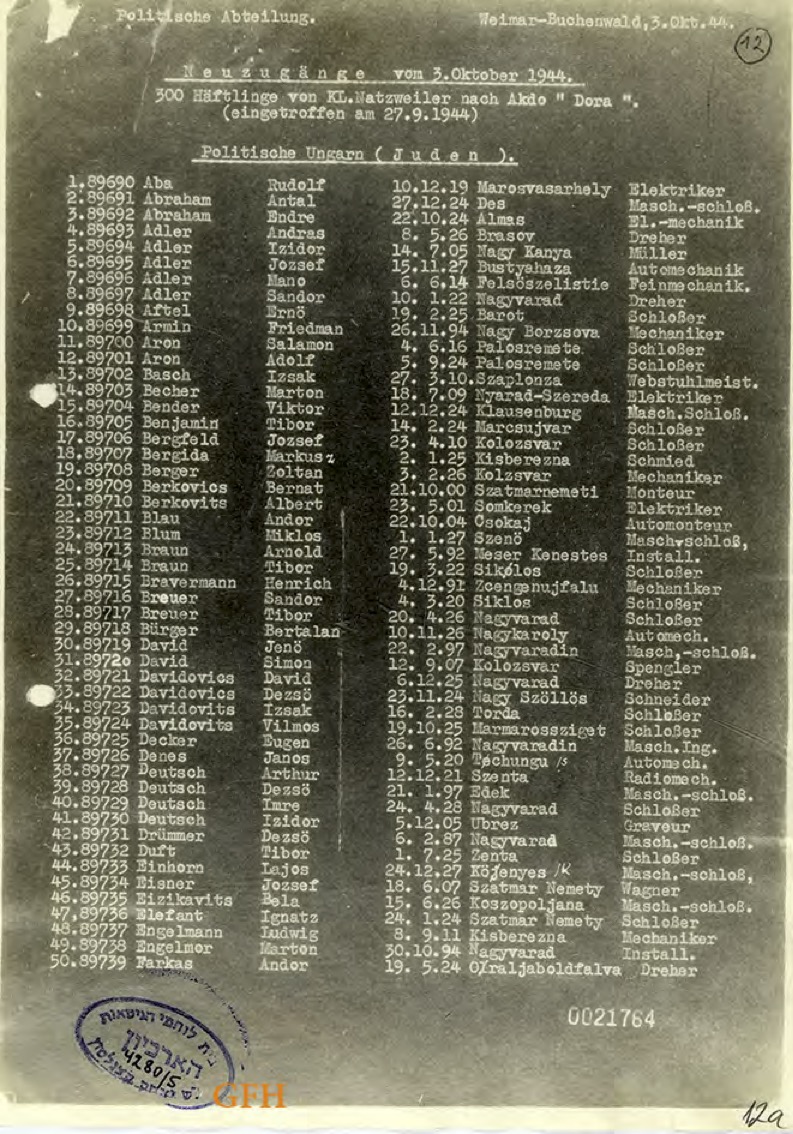 Politische Abteilung. Weimar-Buchenwald,3.Okt.44.
12
Neuzugänge vom 3.Oktober 1944.
300 Häftlinge von KL.Natzweiler nach Akdo " Dora ".
(eingetroffen am 27.9.1944)
Politische Ungarn ( Juden ).
1.89690 Aba Rudolf 10.12.19 Marosvasarhely Elektriker
2.89691 Abraham Antal 27.12.24 Des Masch.-schloß.
3.89692 Abraham Endre 22.10.24 Almas El.-mechanik
4.89693 Adler Andras 8. 5.26 Brasov Dreher
5.89694 Adler Izidor 14. 7.05 Nagy Kanya Müller
6.89695 Adler Jozsef 15.11.27 Bustyahaza Automechanik
7.89696 Adler Mano 6. 6.14 Felsöszelistie Feinmechanik.
8.89697 Adler Sandor 10. 1.22 Nagyvarad Dreher
9.89698 Aftel Ernö 19. 2.25 Barot Schloßer
10.89699 Armin Friedman 26.11.94 Nagy Borzsova Mechaniker
11.89700 Aron Salamon 4. 6.16 Palosremete Schloßer
12.89701 Aron Adolf 5. 9.24 Palosremete Schloßer
13.89702 Basch Izsak 27. 3.10.Szaplonza Webstuhlmeist.
14.89703 Becher Marton 18. 7.09 Nyarad-Szereda Elektriker
15.89704 Bender Viktor 12.12.24 Klausenburg Masch.Schloß.
16.89705 Benjamin Tibor 14. 2.24 Marcsujvar Schloßer
17.89706 Bergfeld Jozsef 23. 4.10 Kolozsvar Schloßer
18.89707 Bergida Markusz 2. 1.25 Kisberezna Schmied
19.89708 Berger Zoltan 3. 2.26 Kolzsvar Mechaniker
20.89709 Berkovics Bernat 21.10.00 Szatmarnemeti Monteur
21.89710 Berkovits Albert 23. 5.01 Somkerek Elektriker
22.89711 Blau Andor 22.10.04 Csokaj Automonteur
23.89712 Blum Miklos 1. 1.27 Szenö Masch-schloß,
24.89713 Braun Arnold 27. 5.92 Meser Kenestes Install.
25.89714 Braun Tibor 19. 3.22 Sikolos Schloßer
26.89715 Bravermann Henrich 4.12.91 Zcengenujfalu Mechaniker
27.89716 Breuer Sandor 4. 3.20 Siklos Schloßer
28.89717 Breuer Tibor 20. 4.26 Nagyvarad Schloßer
29.89718 Bürger Bertalan 10.11.26 Nagykaroly Automech.
30.89719 David Jenö 22. 2.97 Nagyvaradin Masch,-schloß.
31.8972o David Simon 12. 9.07 Kolozsvar Spengler
32.89721 Davidovics David 6.12.25 Nagyvarad Dreher
33.89722 Davidovics Dezsö 23.11.24 Nagy Szöllös Schneider
34.89723 Davidovits Izsak 16. 2.28 Torda Schloßer
35.89724 Davidovits Vilmos 19.10.25 Marmarossziget Schloßer
36.89725 Decker Eugen 26. 6.92 Nagyvaradin Masch.Ing.
37.89726 Denes Janos 9. 5.20 Techungu /s Automech.
38.89727 Deutsch Arthur 12.12.21 Szenta Radiomech.
39.89728 Deutsch Dezsö 21. 1.97 Edek Masch.-schloß.
40.89729 Deutsch Imre 24. 4.28 Nagyvarad Schloßer
41.89730 Deutsch Izidor 5.12.05 Ubrez Graveur
42.89731 Drümmer Dezsö 6. 2.87 Nagyvarad Masch.-schloß.
43.89732 Duft Tibor 1. 7.25 Zenta Schloßer
44.89733 Einhorn Lajos 24.12.27 /k Masch.-schloß,
45.89734 Eisner Jozsef 18. 6.07 Szatmar Nemety Wagner
46.89735 Eizikavits Bela 15. 6.26 Koszopoljana Masch.-schloß.
47,89736 Elefant Ignatz 24. 1.24 Szatmar Nemety Schloßer
48.89737 Engelmann Ludwig 8. 9.11 Kisberezna Mechaniker
49.89738 Engelmor Marton 30.10.94 Nagyvarad Install.
50.89739 Farkas Andor 19. 5.24 Dreher
0021764
בית לוחמי הגיטאות
הארכיון
4280/5
GFH
12a